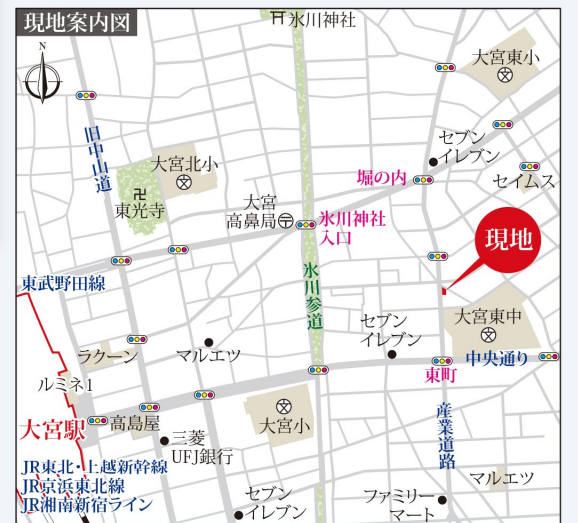 現地案内図
氷川神社
N
大宮東小
旧中山道
セブン
イレブン
大宮北小
堀の内
セイムス
東光寺
大宮
高鼻局
氷川神社
入口
現地
東武野田線
氷川参道
セブン
イレブン
大宮東中
ラクーン
マルエツ
中央通り
東町
ルミネ1
大宮駅
高島屋
大宮小
三菱
UFJ銀行
産業道路
JR東北・上越新幹線
JR京浜東北線
JR湘南新宿ライン
セブン
イレブン
ファミリー
マート
マルエツ